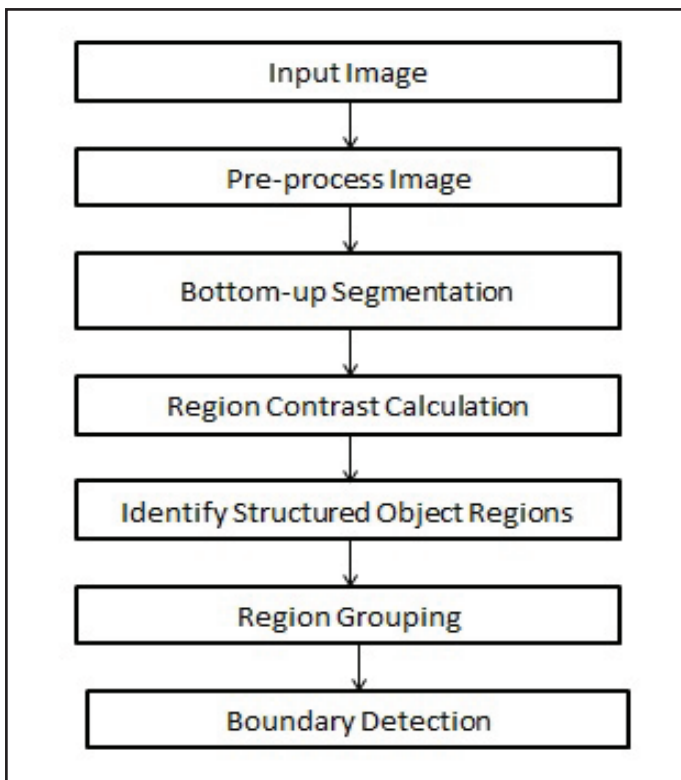 Input Image
Pre-process Image
Bottom-up Segmentation
Region Contrast Calculation
Identify Structured Object Regions
Region Grouping
Boundary Detection